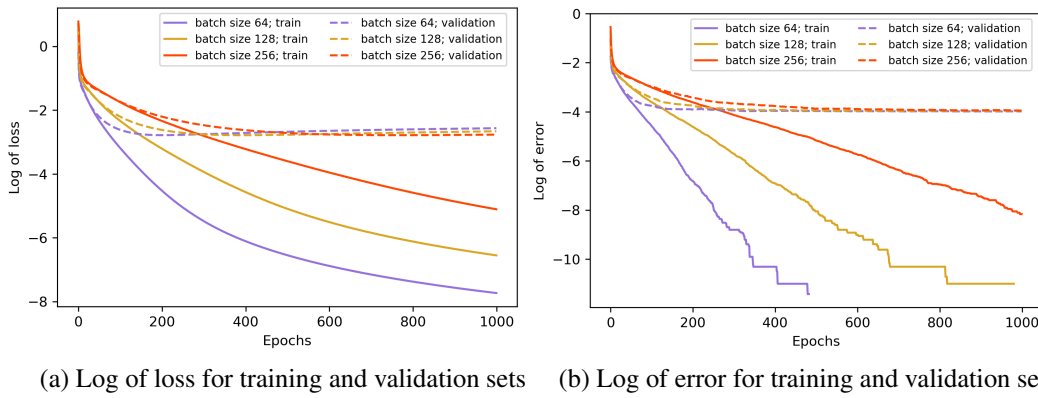 batch size 64; train
batch size 128; train
batch size 256; train
batch size 64; validation
batch size 128; validation
batch size 256; validation
Log of loss
0
−2
−4
−6
−8
0 200 400 600 800 1000
Epochs
(a) Log of loss for training and validation sets
batch size 64; train
batch size 128; train
batch size 256; train
batch size 64; validation
batch size 128; validation
batch size 256; validation
Log of error
0
−2
−4
−6
−8
−10
0 200 400 600 800 1000
Epochs
(b) Log of error for training and validation se